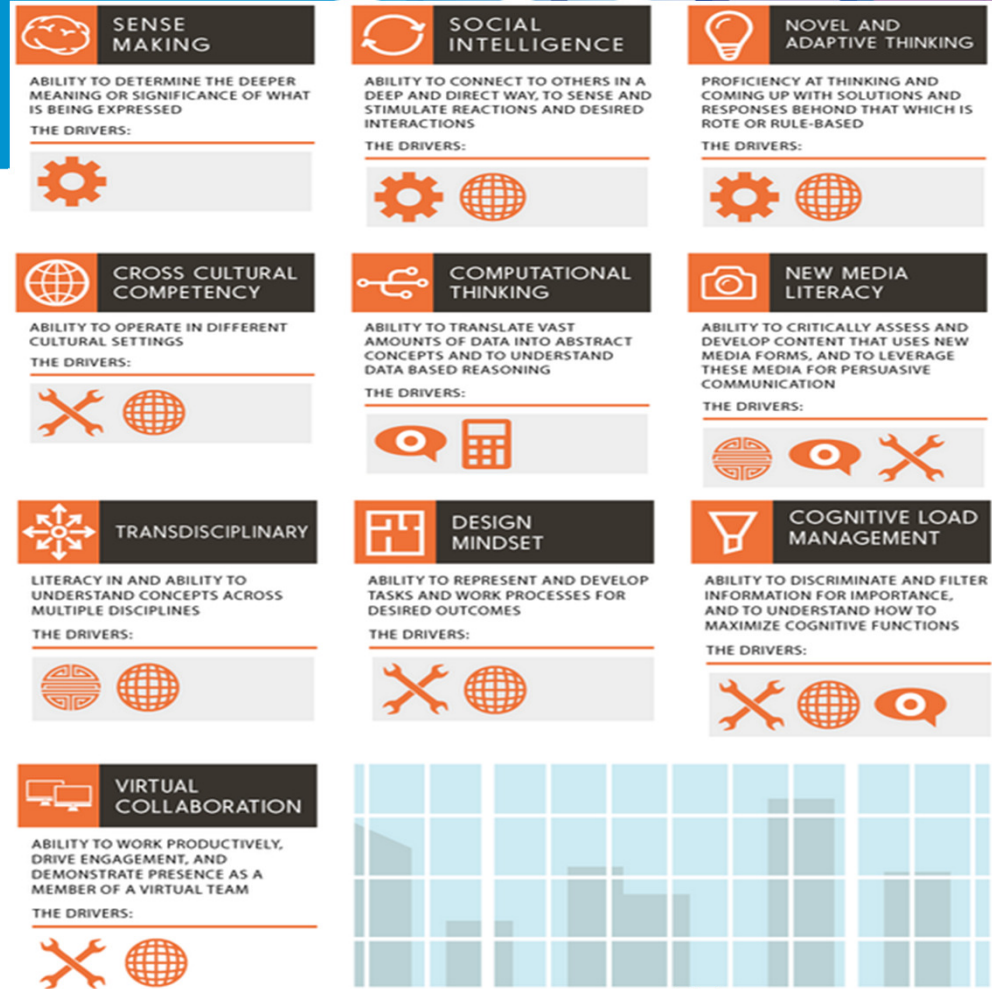 SENSE
MAKING
ABILITY TO DETERMINE THE DEEPER
MEANING OR SIGNIFICANCE OF WHAT
IS BEING EXPRESSED
THE DRIVERS:
SOCIAL
INTELLIGENCE
ABILITY TO CONNECT TO OTHERS IN A
DEEP AND DIRECT WAY, TO SENSE AND
STIMULATE REACTIONS AND DESIRED
INTERACTIONS
THE DRIVERS:
NOVEL AND
ADAPTIVE THINKING
PROFICIENCY AT THINKING AND
COMING UP WITH SOLUTIONS AND
RESPONSES BEHOND THAT WHICH IS
ROTE OR RULE-BASED
THE DRIVERS:
CROSS CULTURAL
COMPETENCY
ABILITY TO OPERATE IN DIFFERENT
CULTURAL SETTINGS
THE DRIVERS:
COMPUTATIONAL
THINKING
ABILITY TO TRANSLATE VAST
AMOUNTS OF DATA INTO ABSTRACT
CONCEPTS AND TO UNDERSTAND
DATA BASED REASONING
THE DRIVERS:
NEW MEDIA
LITERACY
ABILITY TO CRITICALLY ASSESS AND
DEVELOP CONTENT THAT USES NEW
MEDIA FORMS, AND TO LEVERAGE
THESE MEDIA FOR PERSUASIVE
COMMUNICATION
THE DRIVERS:
TRANSDISCIPLINARY
LITERACY IN AND ABILITY TO
UNDERSTAND CONCEPTS ACROSS
MULTIPLE DISCIPLINES
THE DRIVERS:
DESIGN
MINDSET
ABILITY TO REPRESENT AND DEVELOP
TASKS AND WORK PROCESSES FOR
DESIRED OUTCOMES
THE DRIVERS:
COGNITIVE LOAD
MANAGEMENT
ABILITY TO DISCRIMINATE AND FILTER
INFORMATION FOR IMPORTANCE,
AND TO UNDERSTAND HOW TO
MAXIMIZE COGNITIVE FUNCTIONS
THE DRIVERS:
VIRTUAL
COLLABORATION
ABILITY TO WORK PRODUCTIVELY,
DRIVE ENGAGEMENT, AND
DEMONSTRATE PRESENCE AS A
MEMBER OF A VIRTUAL TEAM
THE DRIVERS: